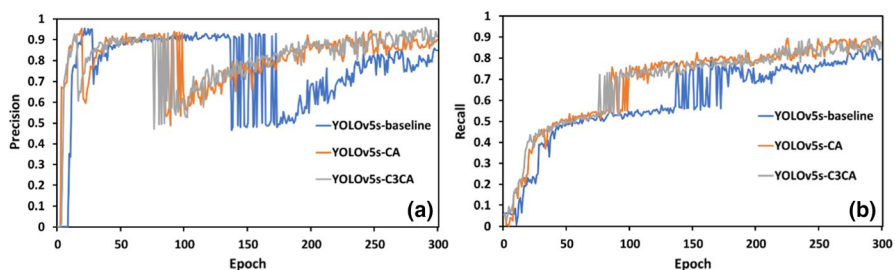 1
0.9
0.8
0.7
0.6
0.5
0.4
0.3
0.2
0.1
0
Precision
0 50 100 150 200 250 300
Epoch
YOLOv5s-baseline
YOLOv5s-CA
YOLOv5s-C3CA
(a)
1
0.9
0.8
0.7
0.6
0.5
0.4
0.3
0.2
0.1
0
Recall
0 50 100 150 200 250 300
Epoch
YOLOv5s-baseline
YOLOv5s-CA
YOLOv5s-C3CA
(b)